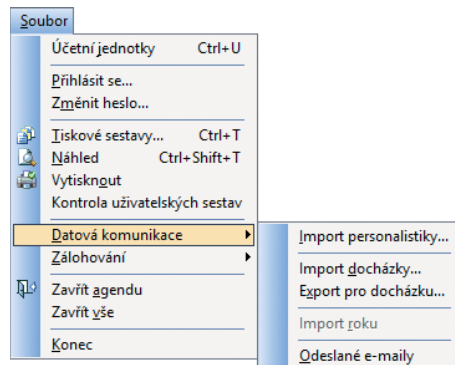 Soubor
Účetní jednotky Ctrl+U
Přihlásit se...
Změnit heslo...
Tiskové sestavy... Ctrl+T
Náhled Ctrl+Shift+T
Vytisknout
Kontrola uživatelských sestav
Datová komunikace
Zálohování
Zavřít agendu
Zavřít vše
Konec
Import personalistiky...
Import docházky...
Export pro docházku...
Import roku
Odeslané e-maily